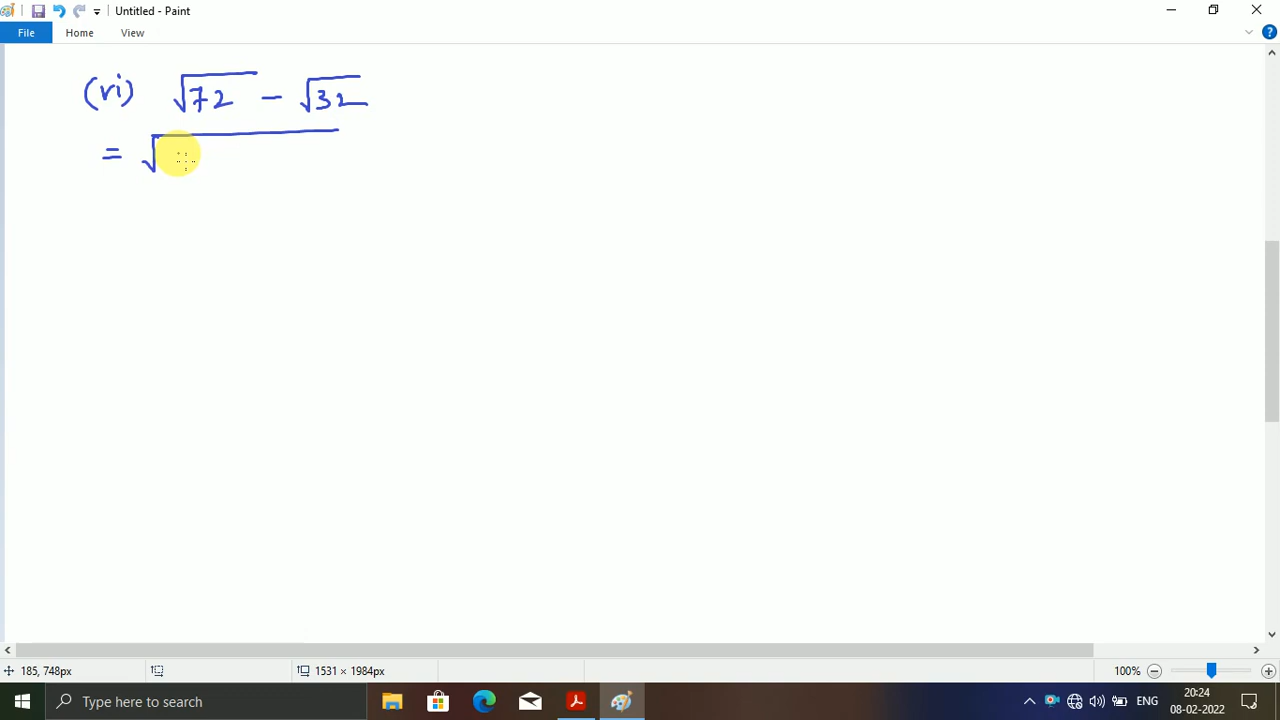 Untitled - Paint
File Home View
(vi) √72 - √32
= √
185, 748px
1531 × 1984px
100%
Type here to search
ENG
20:24
08-02-2022